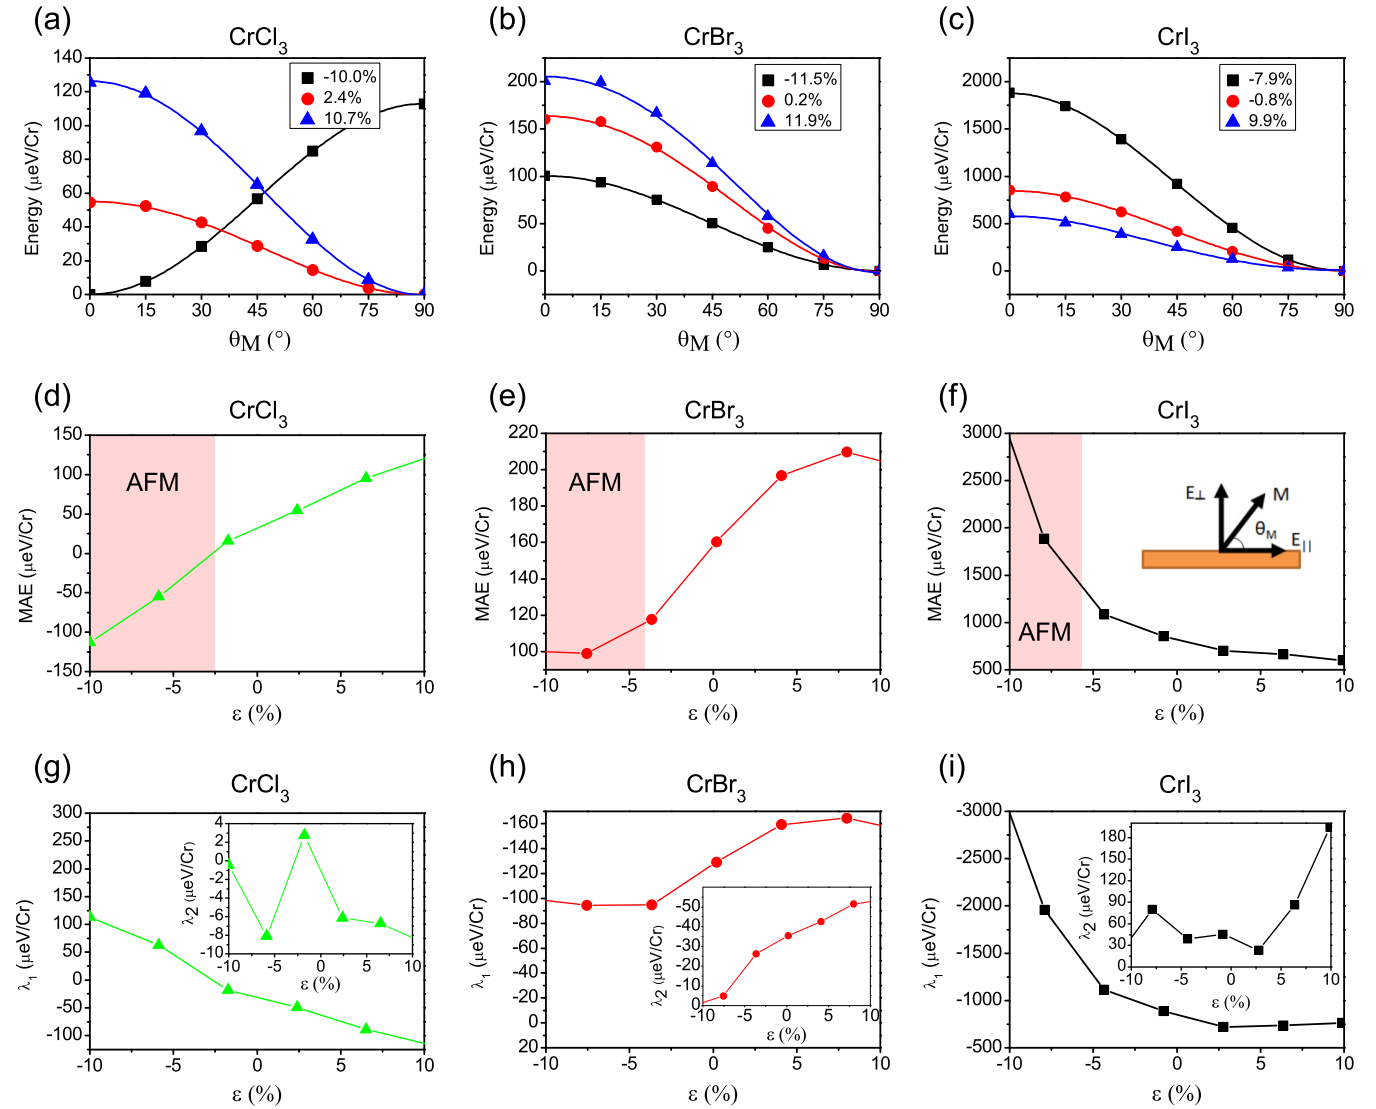 (a)
CrCl3
140
120
100
80
60
40
20
0
Energy (μeV/Cr)
-10.0%
2.4%
10.7%
0 15 30 45 60 75 90
θM (°)
(b)
CrBr3
200
150
100
50
0
Energy (μeV/Cr)
-11.5%
0.2%
11.9%
0 15 30 45 60 75 90
θM (°)
(c)
CrI3
2000
1500
1000
500
0
Energy (μeV/Cr)
-7.9%
-0.8%
9.9%
0 15 30 45 60 75 90
θM (°)
(d)
CrCl3
150
100
50
0
-50
-100
-150
MAE (μeV/Cr)
AFM
-10 -5 0 5 10
ε (%)
(e)
CrBr3
220
200
180
160
140
120
100
MAE (μeV/Cr)
AFM
-10 -5 0 5 10
ε (%)
(f)
CrI3
3000
2500
2000
1500
1000
500
MAE (μeV/Cr)
AFM
E⊥
M
θM
E||
-10 -5 0 5 10
ε (%)
(g)
CrCl3
300
250
200
150
100
50
0
-50
-100
λ1 (μeV/Cr)
4
2
0
-2
-4
-6
-8
-10
λ2 (μeV/Cr)
-10 -5 0 5 10
ε (%)
-10 -5 0 5 10
ε (%)
(h)
CrBr3
-160
-140
-120
-100
-80
-60
-40
-20
0
20
λ1 (μeV/Cr)
-50
-40
-30
-20
-10
0
λ2 (μeV/Cr)
-10 -5 0 5 10
ε (%)
-10 -5 0 5 10
ε (%)
(i)
CrI3
-3000
-2500
-2000
-1500
-1000
-500
λ1 (μeV/Cr)
180
150
120
90
60
30
0
λ2 (μeV/Cr)
-10 -5 0 5 10
ε (%)
-10 -5 0 5 10
ε (%)